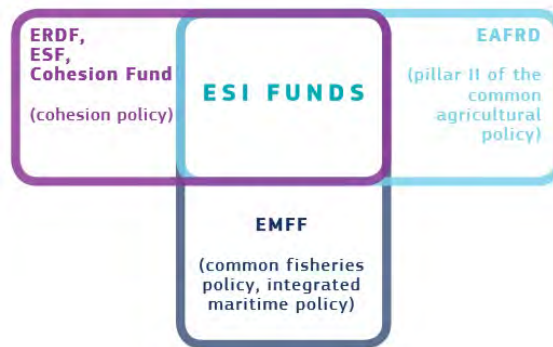 ERDF,
ESF,
Cohesion Fund
(cohesion policy)
ESI FUNDS
EAFRD
(pillar II of the
common
agricultural
policy)
EMFF
(common fisheries
policy, integrated
maritime policy)